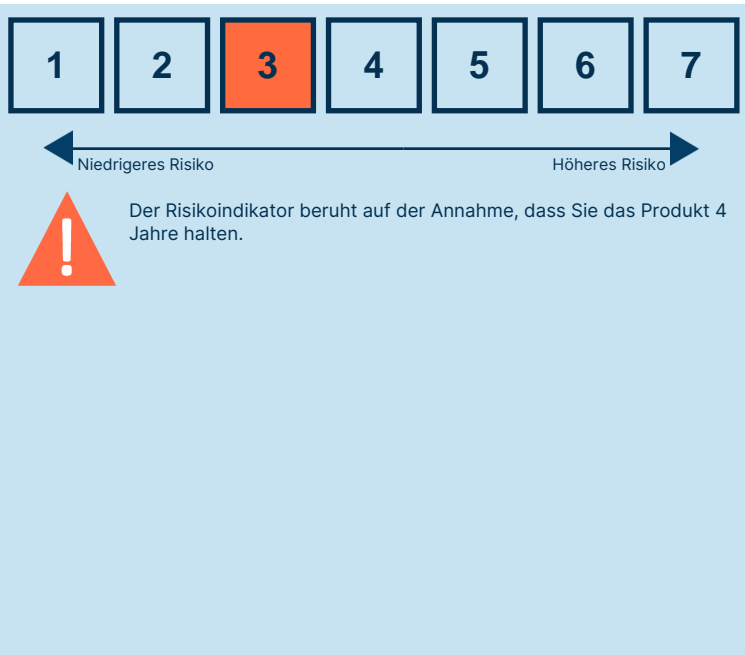 1 2 3 4 5 6 7
Niedrigeres Risiko Höheres Risiko
Der Risikoindikator beruht auf der Annahme, dass Sie das Produkt 4
Jahre halten.